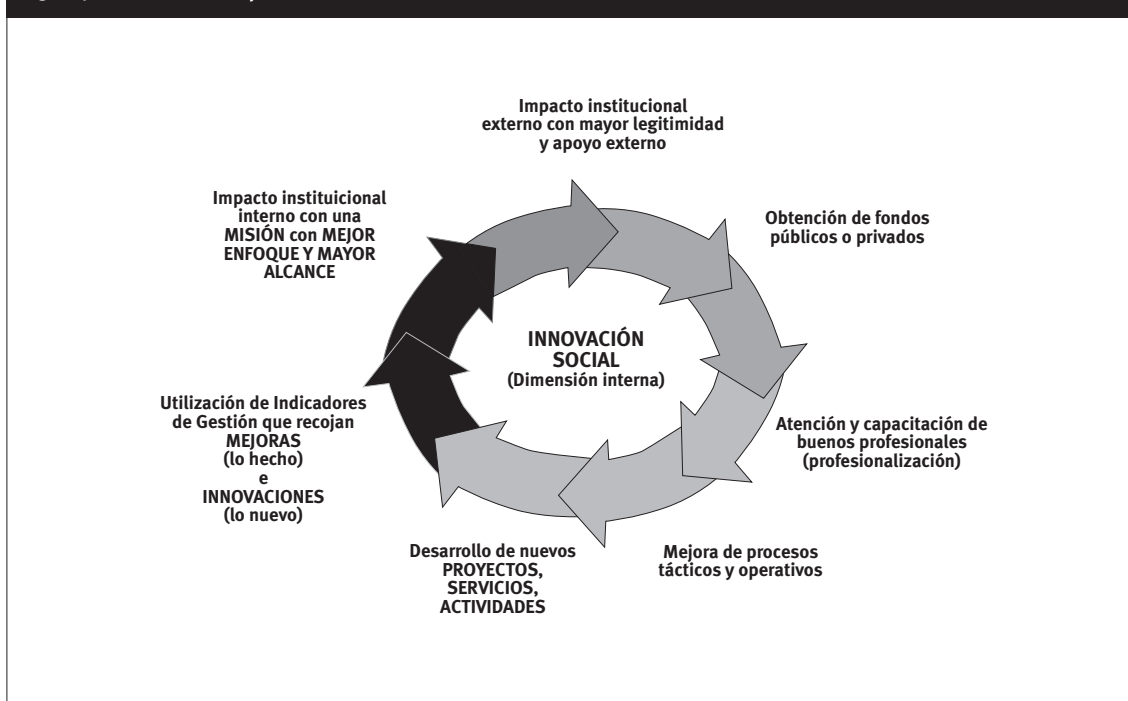 Impacto institucional
externo con mayor legitimidad
y apoyo externo
Obtención de fondos
públicos o privados
Atención y capacitación de
buenos profesionales
(profesionalización)
Mejora de procesos
tácticos y operativos
Desarrollo de nuevos
PROYECTOS,
SERVICIOS,
ACTIVIDADES
Utilización de Indicadores
de Gestión que recojan
MEJORAS
(lo hecho)
e
INNOVACIONES
(lo nuevo)
Impacto instituicional
interno con una
MISIÓN con MEJOR
ENFOQUE Y MAYOR
ALCANCE
INNOVACIÓN
SOCIAL
(Dimensión interna)